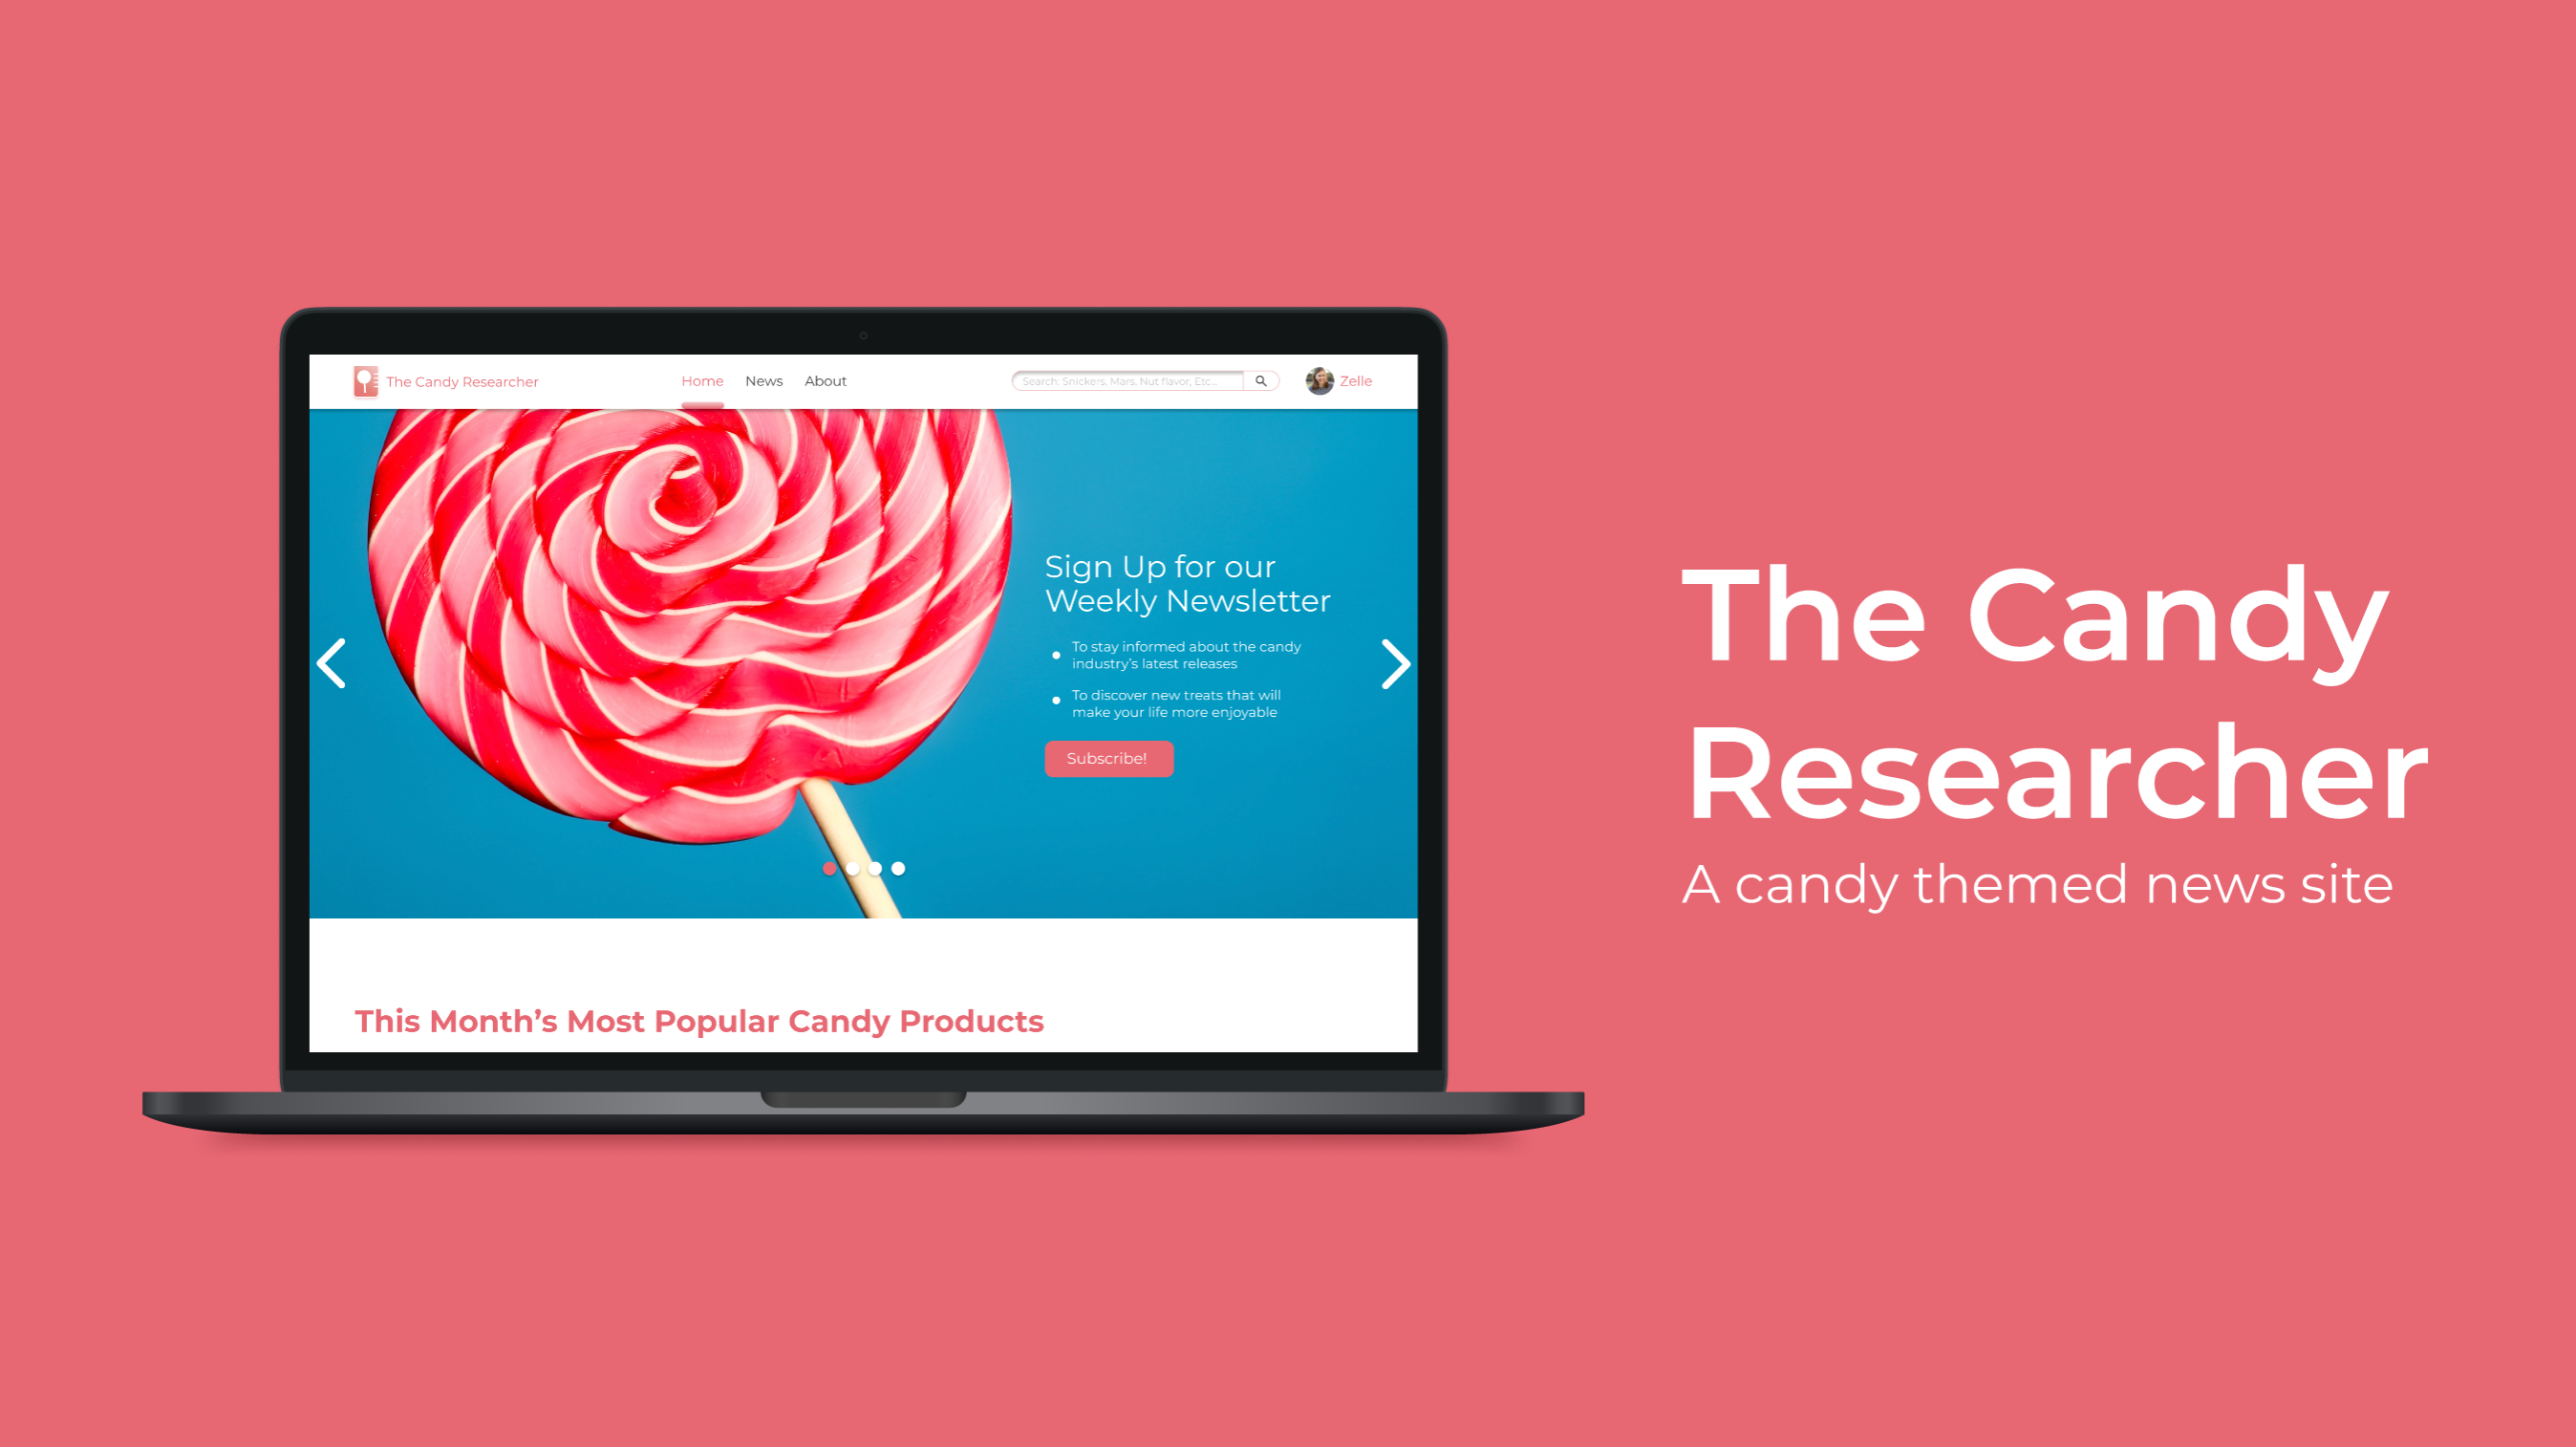 The Candy Researcher
Home News About
Search: Snickers, Mars, Nut flavor, Etc...
Zelle
Sign Up for our
Weekly Newsletter
To stay informed about the candy
industry’s latest releases
To discover new treats that will
make your life more enjoyable
Subscribe!
This Month’s Most Popular Candy Products
The Candy
Researcher
A candy themed news site